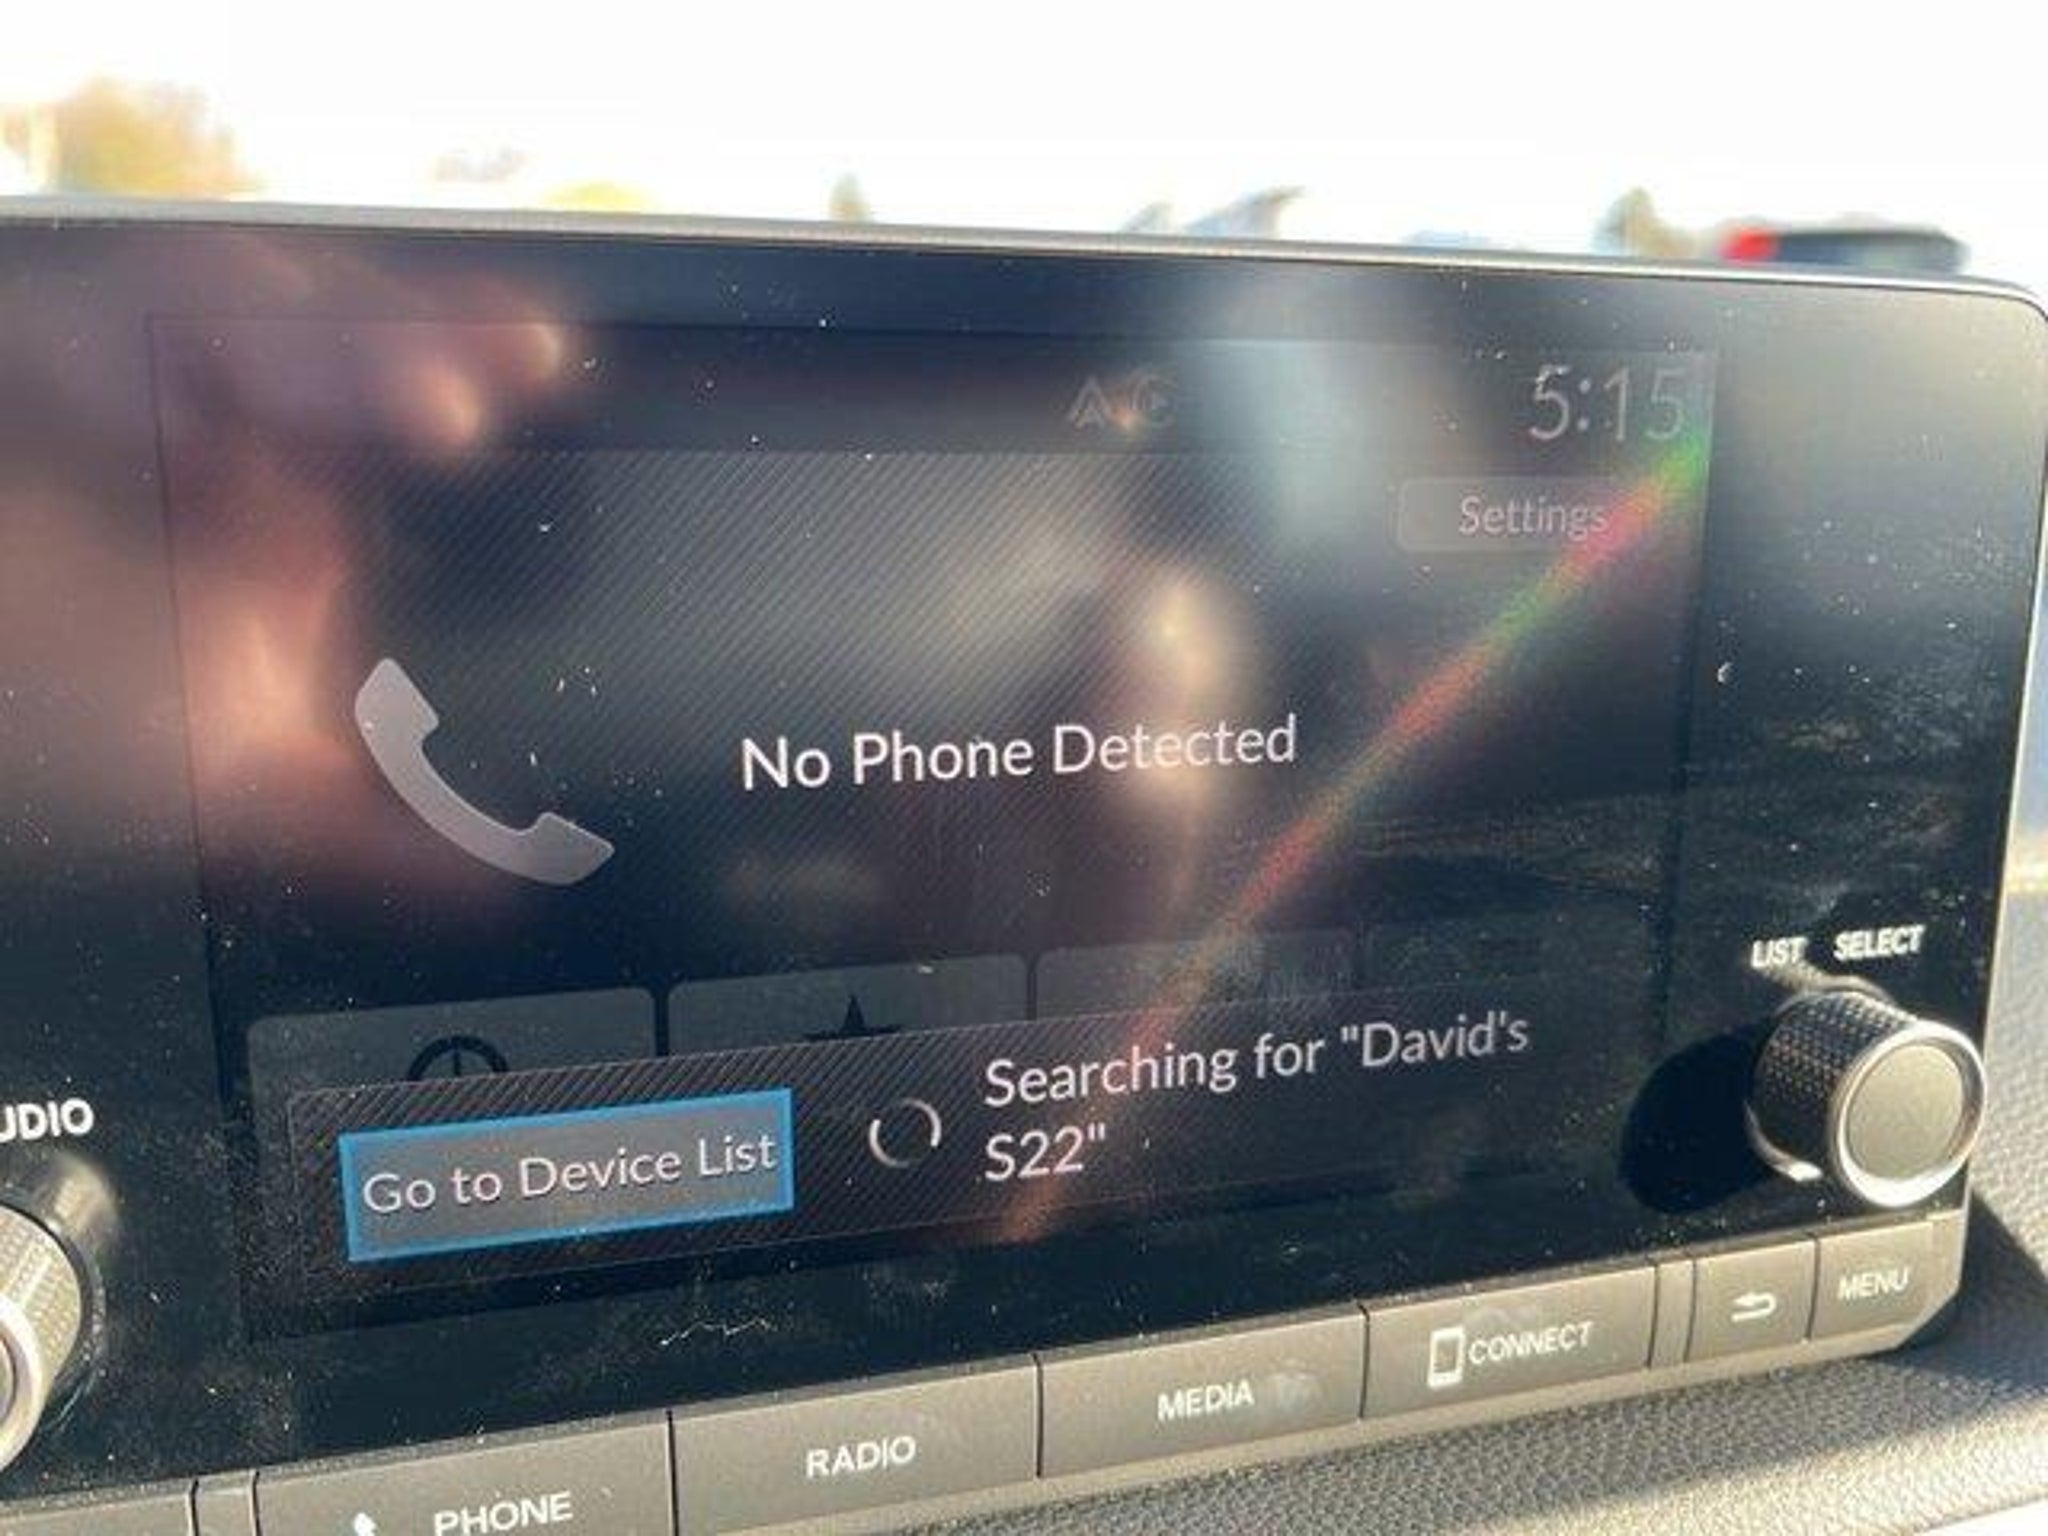 5:15
Settings
No Phone Detected
LIST SELECT
Searching for "David's
S22"
Go to Device List
UDIO
PHONE
RADIO
MEDIA
CONNECT
MENU